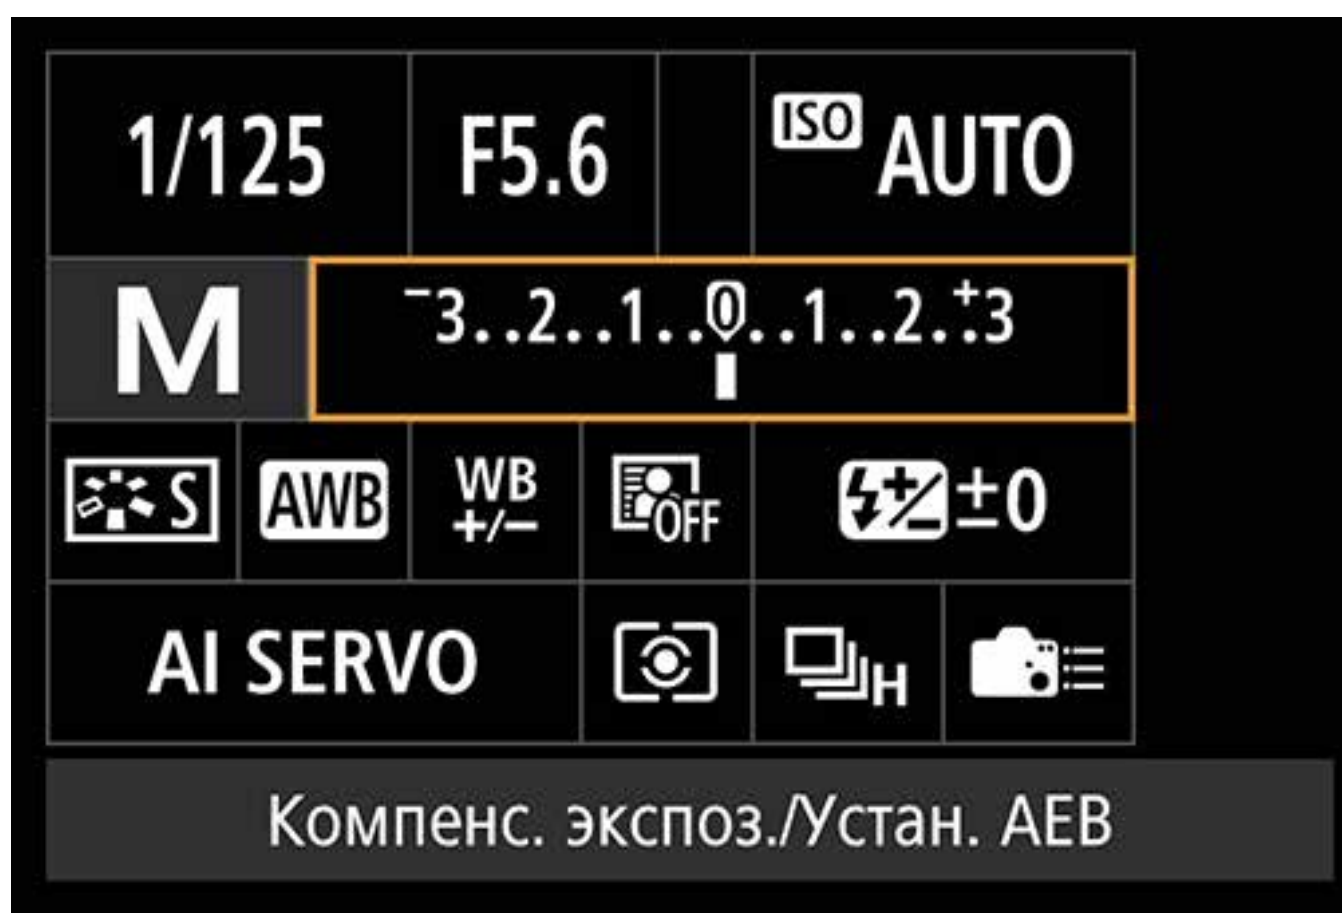 1/125 F5.6 ISO AUTO
M -3..2..1..0..1..2..+3
S AWB WB +/- OFF ±0
AI SERVO H
Компенс. экспоз./Устан. AEB